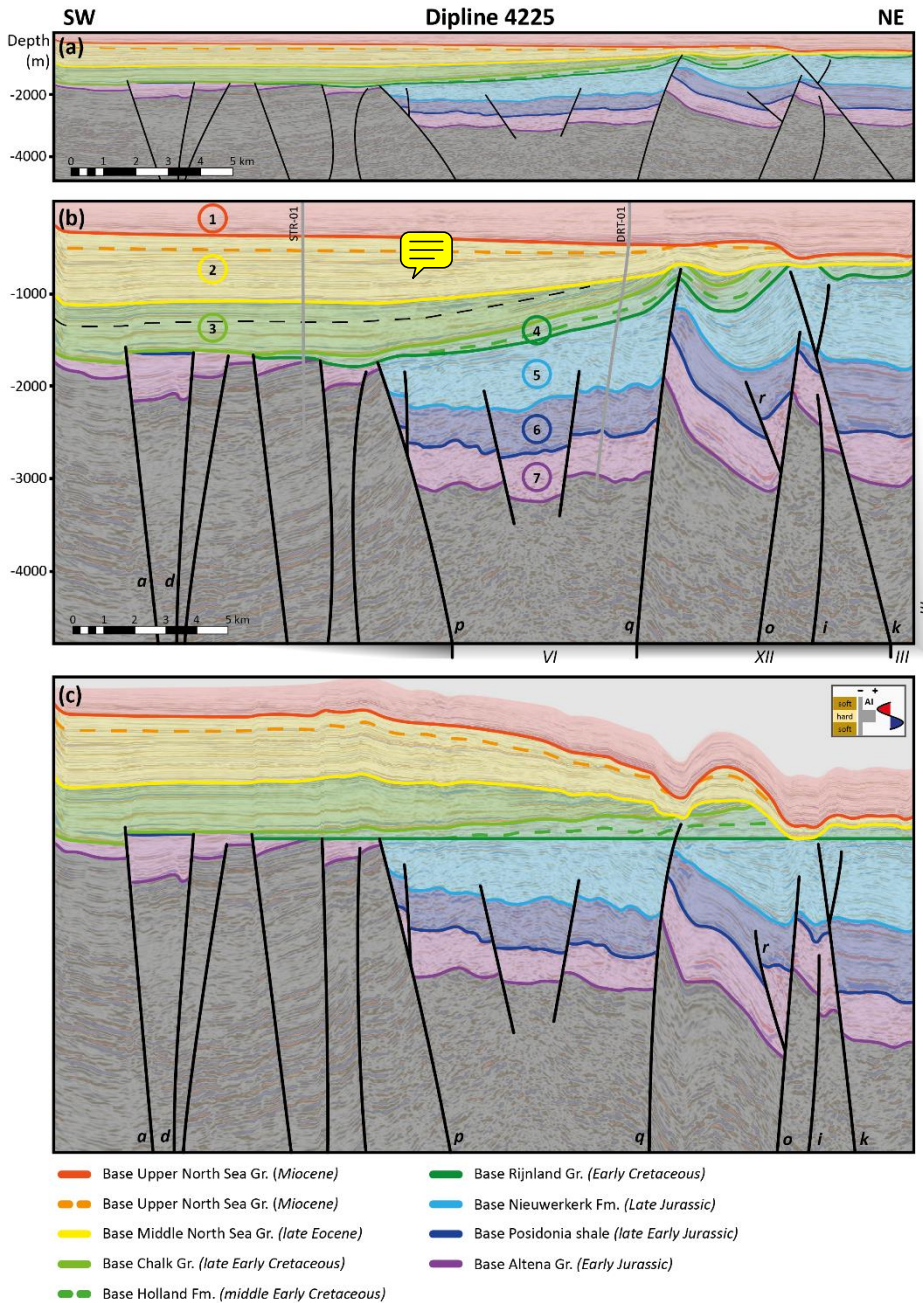 SW Dipline 4225 NE
Depth
(m)
(a)
-2000
-4000
0 1 2 3 4 5 km
(b)
1
STR-01
DRT-01
2
-1000
3
4
5
-2000
r
6
7
-3000
-4000
a d
0 1 2 3 4 5 km
p q o i k
VI XII III
(c)
- +
soft AI
hard
soft
r
a d p q o i k
Base Upper North Sea Gr. (Miocene)
Base Upper North Sea Gr. (Miocene)
Base Middle North Sea Gr. (late Eocene)
Base Chalk Gr. (late Early Cretaceous)
Base Holland Fm. (middle Early Cretaceous)
Base Rijnland Gr. (Early Cretaceous)
Base Nieuwerkerk Fm. (Late Jurassic)
Base Posidonia shale (late Early Jurassic)
Base Altena Gr. (Early Jurassic)